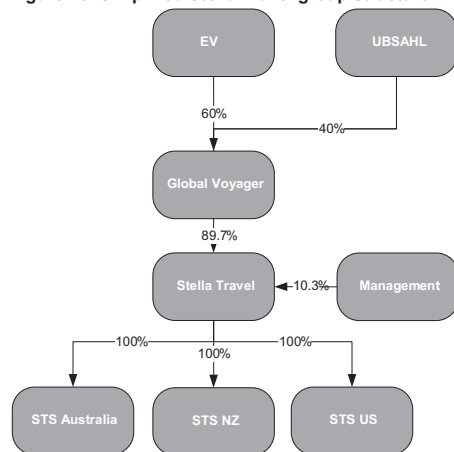 EV
UBSAHL
60%
40%
Global Voyager
89.7%
Stella Travel
10.3%
Management
100%
100%
100%
STS Australia
STS NZ
STS US